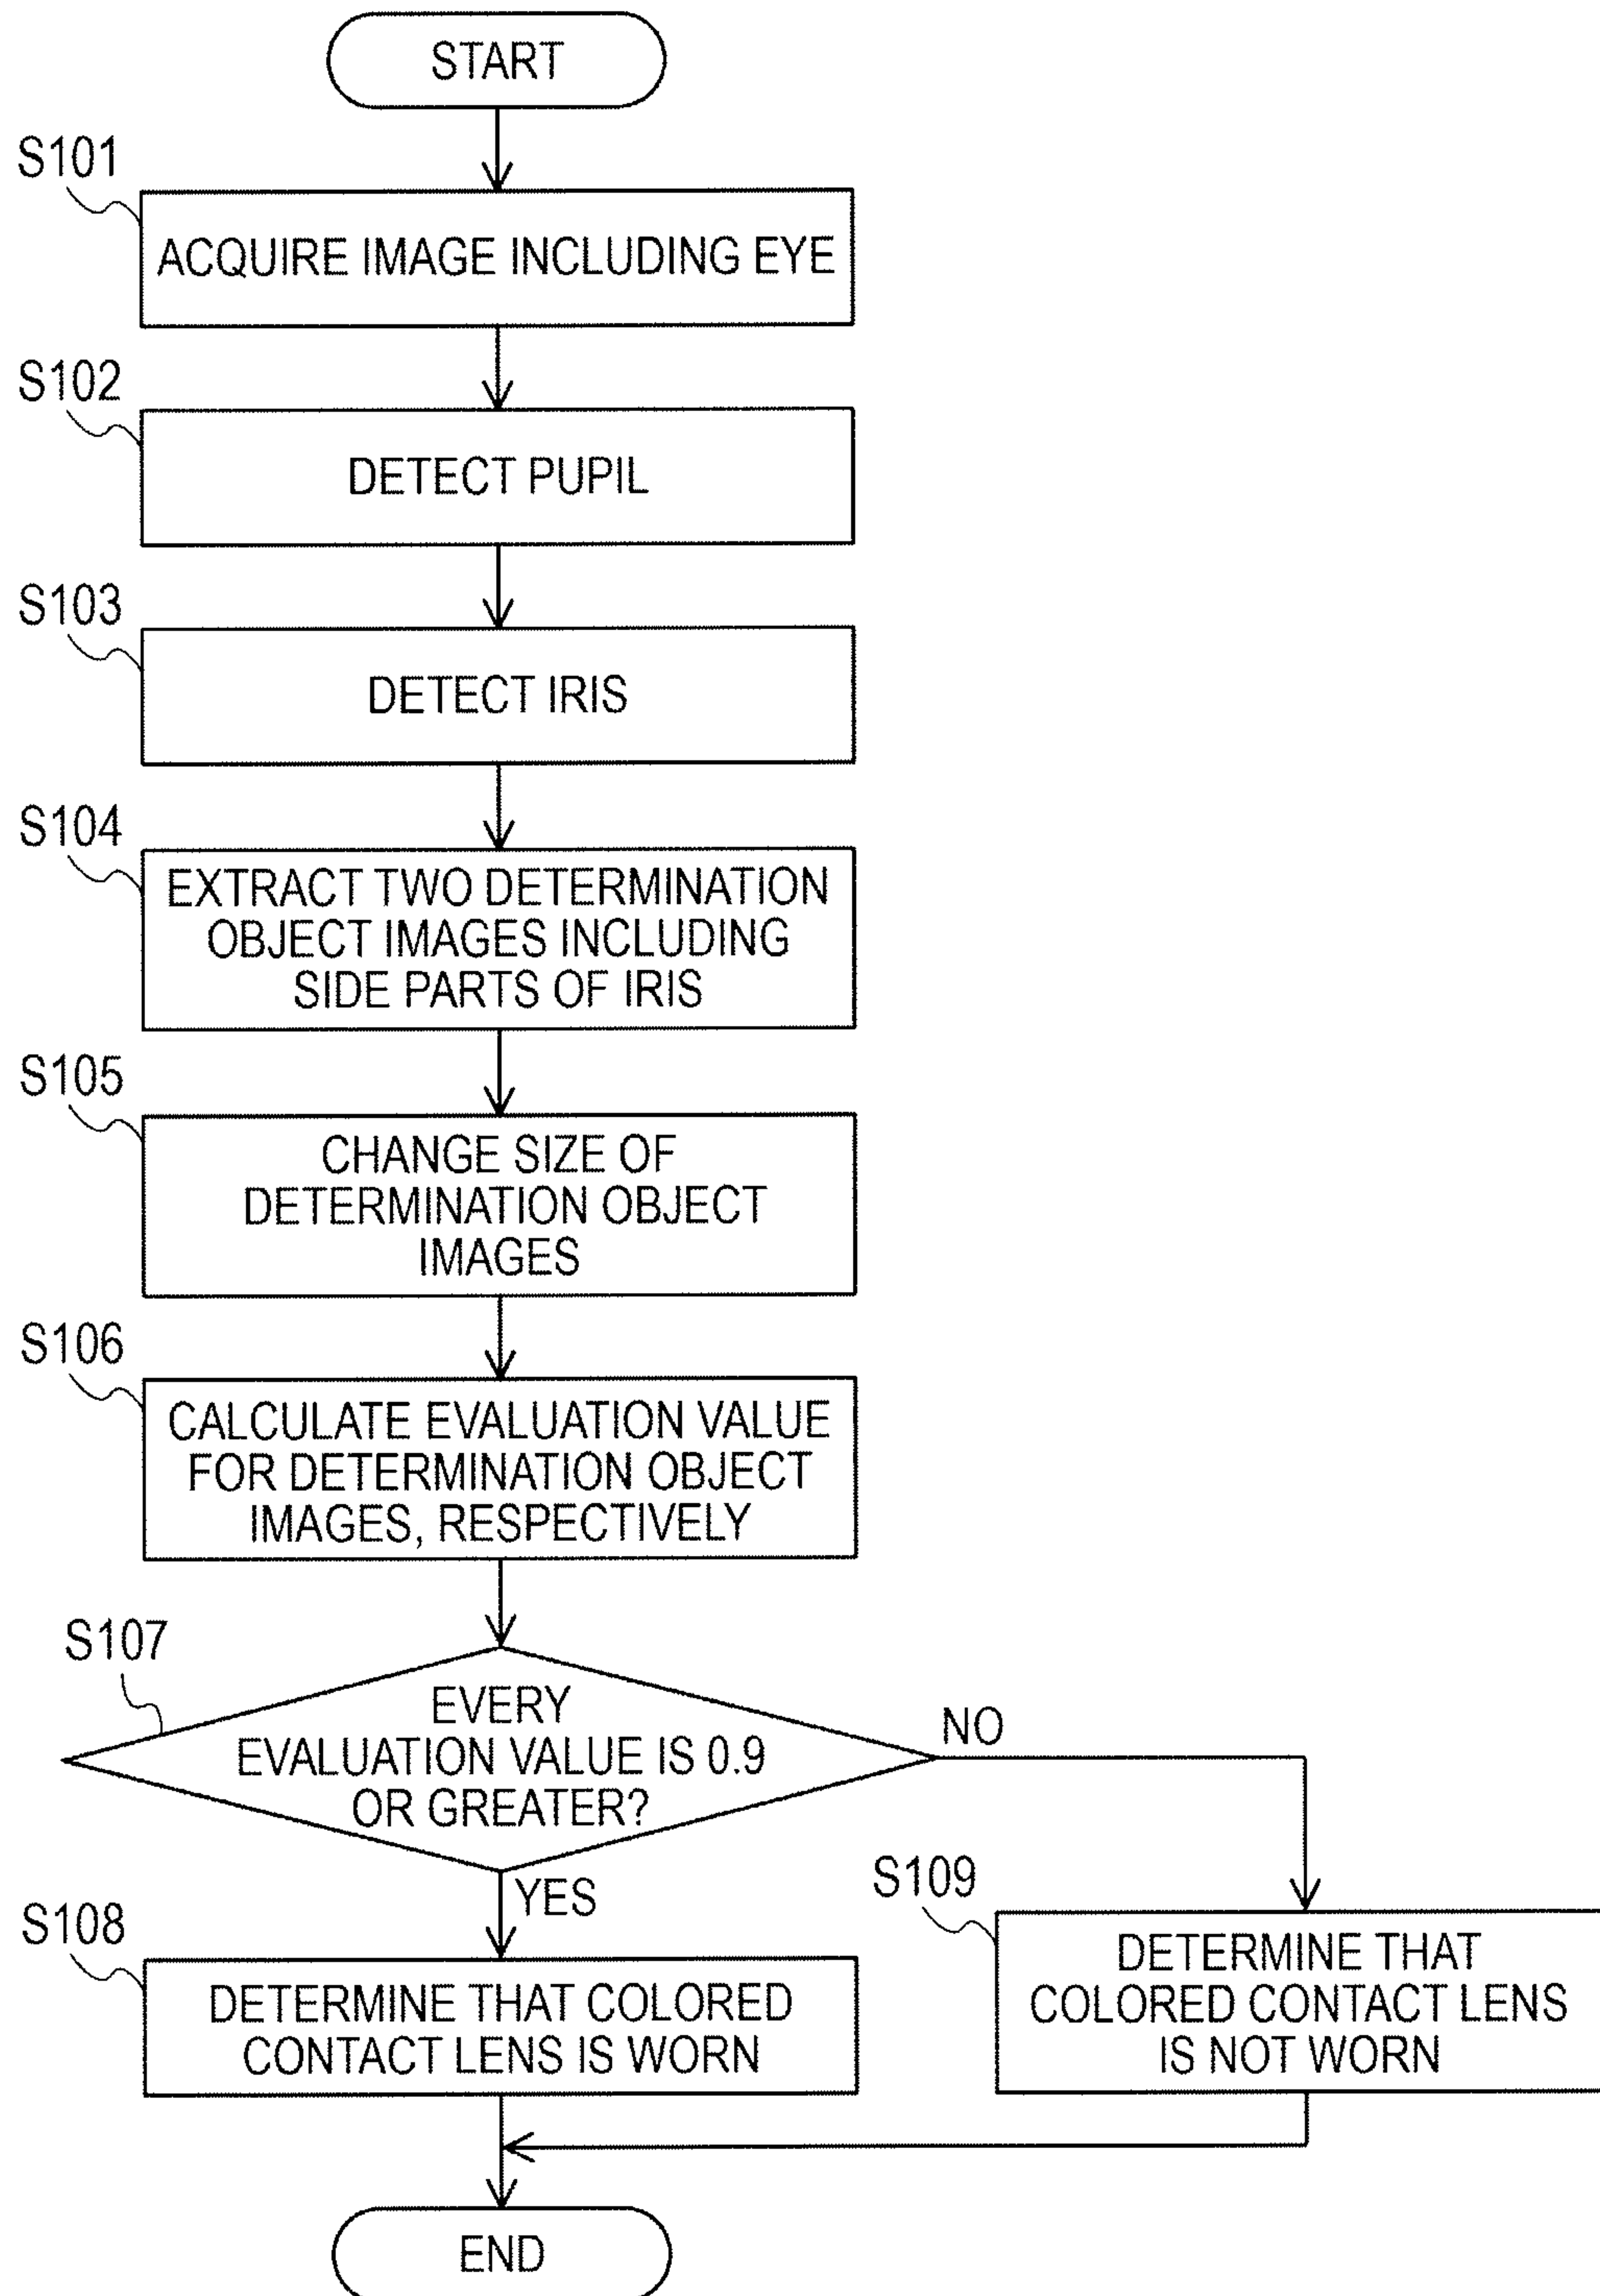 START
S101
ACQUIRE IMAGE INCLUDING EYE
S102
DETECT PUPIL
S103
DETECT IRIS
S104
EXTRACT TWO DETERMINATION
OBJECT IMAGES INCLUDING
SIDE PARTS OF IRIS
S105
CHANGE SIZE OF
DETERMINATION OBJECT
IMAGES
S106
CALCULATE EVALUATION VALUE
FOR DETERMINATION OBJECT
IMAGES, RESPECTIVELY
S107
EVERY
EVALUATION VALUE IS 0.9
OR GREATER?
NO
YES
S108
DETERMINE THAT COLORED
CONTACT LENS IS WORN
S109
DETERMINE THAT
COLORED CONTACT LENS
IS NOT WORN
END